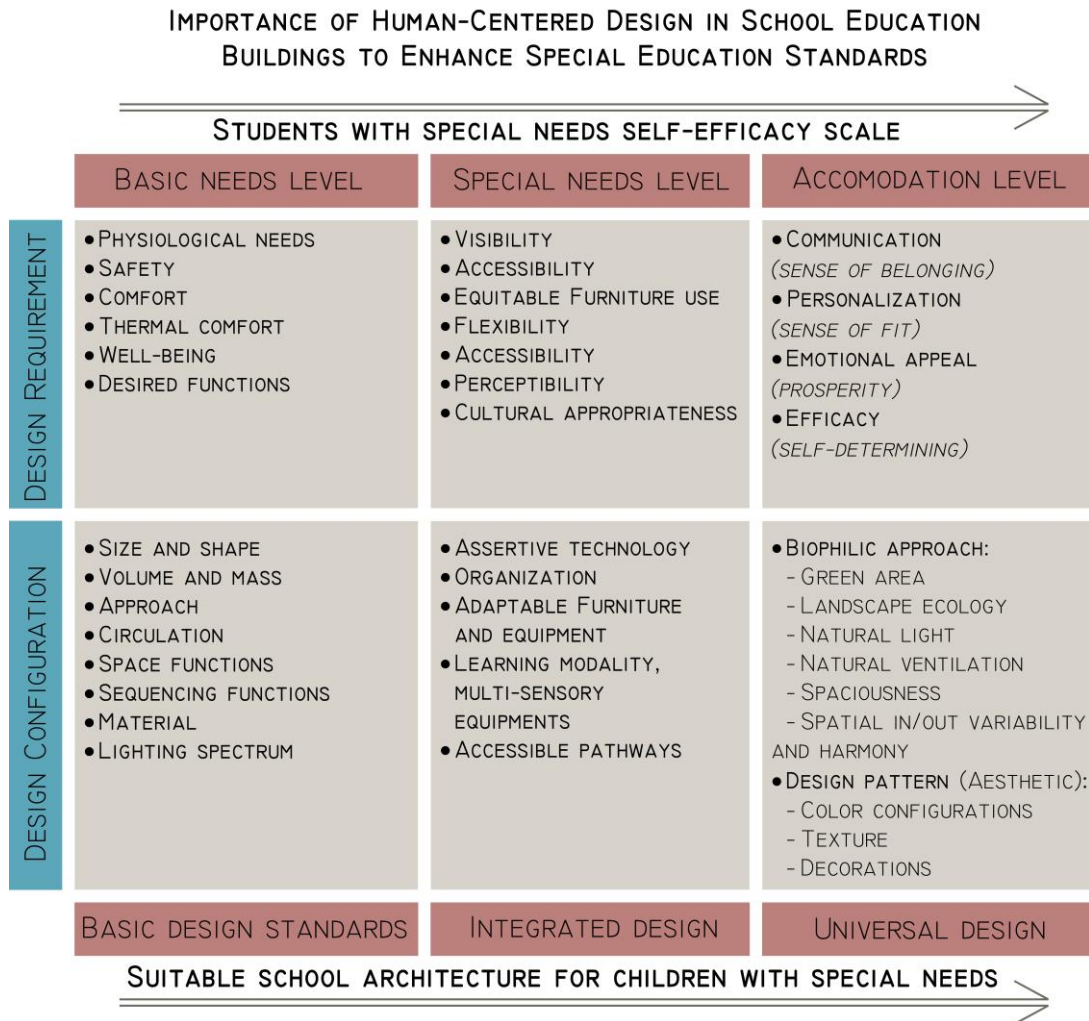 Importance of Human-Centered Design in School Education
Buildings to Enhance Special Education Standards
Students with special needs self-efficacy scale
Basic needs level
Special needs level
Accomodation level
Design Requirement
• Physiological needs
• Safety
• Comfort
• Thermal comfort
• Well-being
• Desired functions
• Visibility
• Accessibility
• Equitable Furniture use
• Flexibility
• Accessibility
• Perceptibility
• Cultural appropriateness
• Communication
(sense of belonging)
• Personalization
(sense of fit)
• Emotional appeal
(prosperity)
• Efficacy
(self-determining)
Design Configuration
• Size and shape
• Volume and mass
• Approach
• Circulation
• Space functions
• Sequencing functions
• Material
• Lighting spectrum
• Assertive technology
• Organization
• Adaptable Furniture
and equipment
• Learning modality,
multi-sensory
equipments
• Accessible pathways
• Biophilic approach:
- Green area
- Landscape ecology
- Natural light
- Natural ventilation
- Spaciousness
- Spatial in/out variability
and harmony
• Design pattern (Aesthetic):
- Color configurations
- Texture
- Decorations
Basic design standards
Integrated design
Universal design
Suitable school architecture for children with special needs